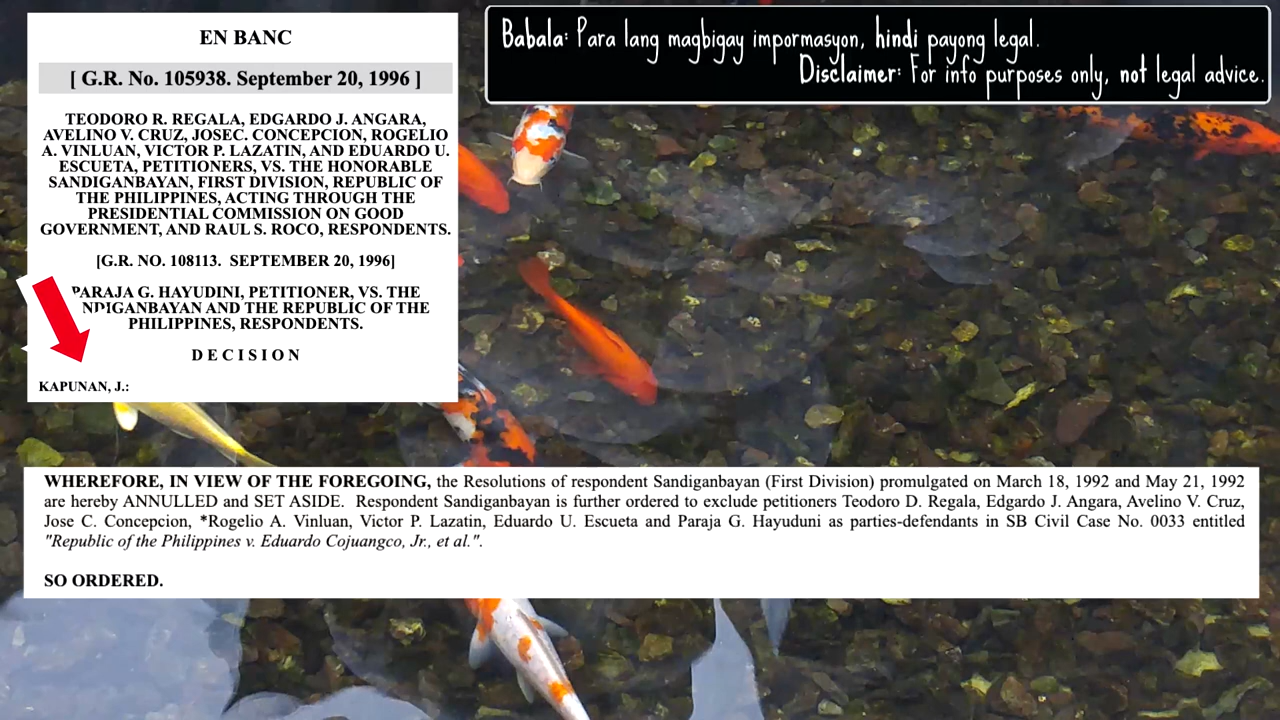 EN BANC
[ G.R. No. 105938. September 20, 1996 ]
TEODORO R. REGALA, EDGARDO J. ANGARA,
AVELINO V. CRUZ, JOSEC. CONCEPCION, ROGELIO
A. VINLUAN, VICTOR P. LAZATIN, AND EDUARDO U.
ESCUETA, PETITIONERS, VS. THE HONORABLE
SANDIGANBAYAN, FIRST DIVISION, REPUBLIC OF
THE PHILIPPINES, ACTING THROUGH THE
PRESIDENTIAL COMMISSION ON GOOD
GOVERNMENT, AND RAUL S. ROCO, RESPONDENTS.
[G.R. NO. 108113. SEPTEMBER 20, 1996]
PARAJA G. HAYUDINI, PETITIONER, VS. THE
NDIGANBAYAN AND THE REPUBLIC OF THE
PHILIPPINES, RESPONDENTS.
D E C I S I O N
KAPUNAN, J.:
Babala: Para lang magbigay impormasyon, hindi payong legal.
Disclaimer: For info purposes only, not legal advice.
WHEREFORE, IN VIEW OF THE FOREGOING, the Resolutions of respondent Sandiganbayan (First Division) promulgated on March 18, 1992 and May 21, 1992
are hereby ANNULLED and SET ASIDE. Respondent Sandiganbayan is further ordered to exclude petitioners Teodoro D. Regala, Edgardo J. Angara, Avelino V. Cruz,
Jose C. Concepcion, *Rogelio A. Vinluan, Victor P. Lazatin, Eduardo U. Escueta and Paraja G. Hayuduni as parties-defendants in SB Civil Case No. 0033 entitled
"Republic of the Philippines v. Eduardo Cojuangco, Jr., et al.".
SO ORDERED.